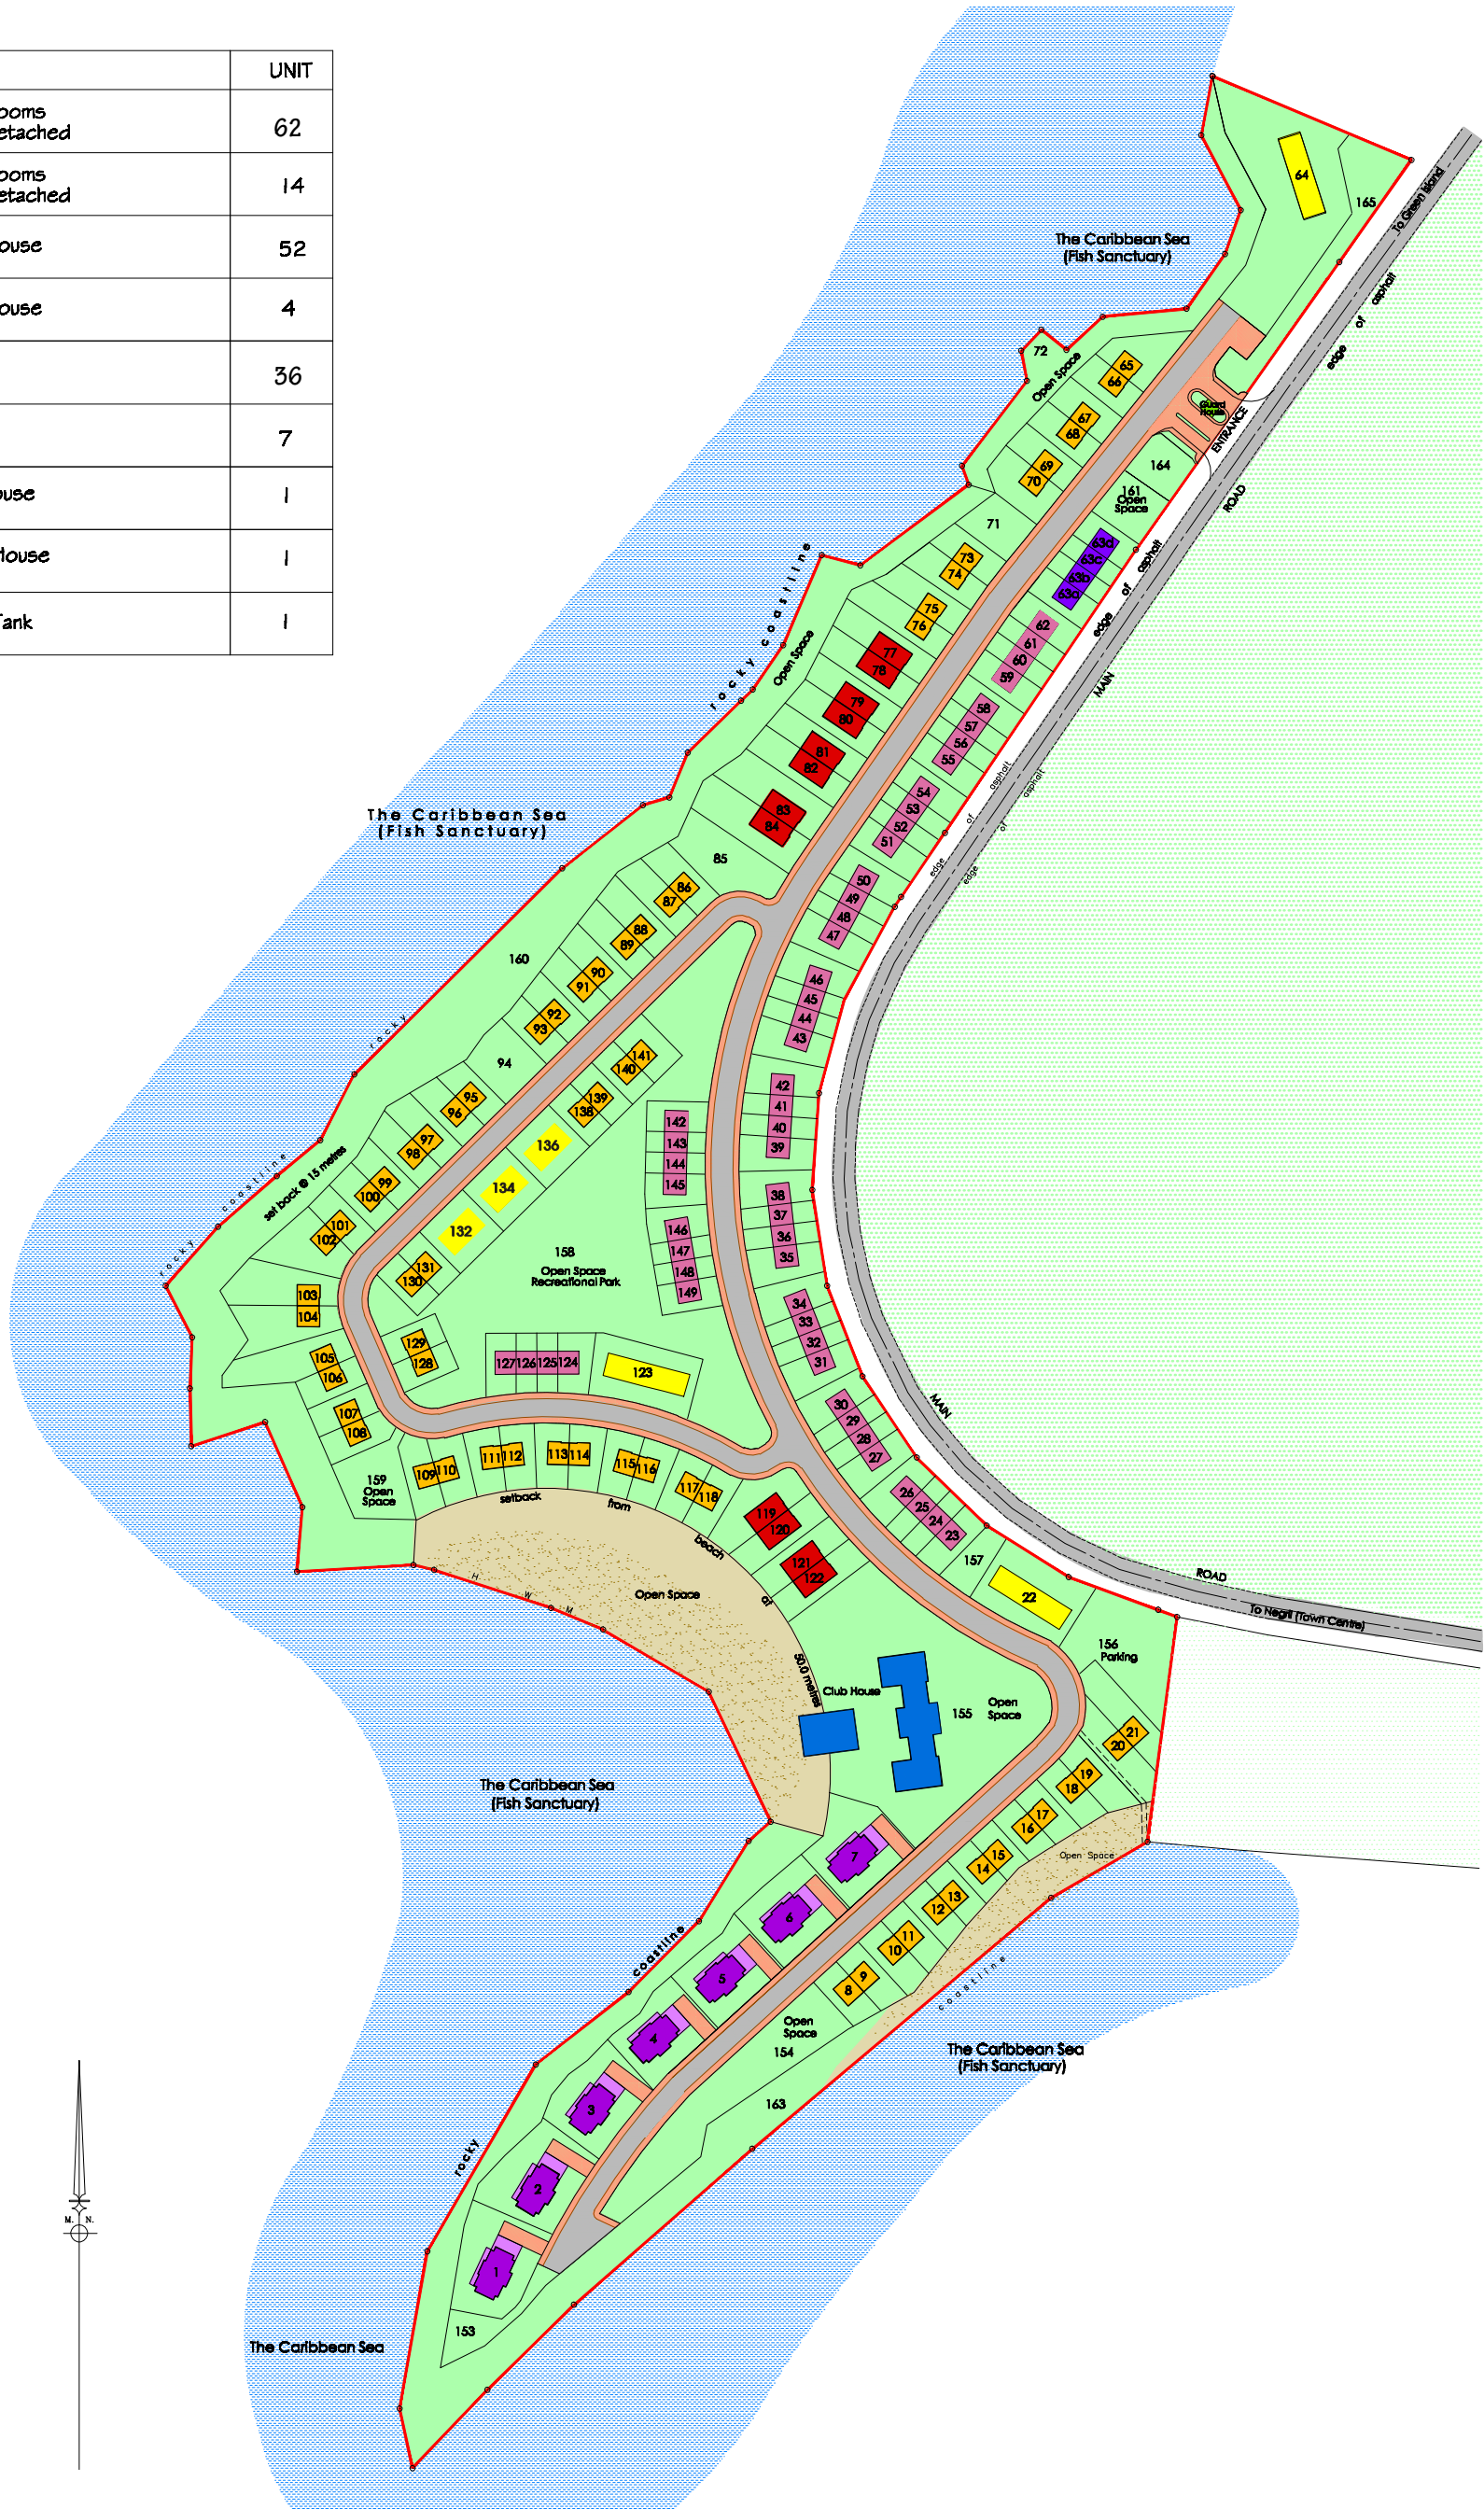 UNIT
ooms
etached
62
ooms
etached
14
ouse
52
ouse
4
36
7
ouse
1
House
1
Tank
1
64
165
To Green Island
The Caribbean Sea
(Fish Sanctuary)
edge of asphalt
72
Open Space
65
66
67
68
69
70
Guard
House
ENTRANCE
164
161
Open
Space
ROAD
71
63d
63c
63b
63a
edge of asphalt
rocky coastline
73
74
75
76
Open Space
62
61
60
59
MAIN
77
78
79
80
81
82
83
84
58
57
56
55
54
53
52
51
edge of asphalt
edge of asphalt
The Caribbean Sea
(Fish Sanctuary)
85
86
87
88
89
90
91
92
93
94
160
rocky
50
49
48
47
46
45
44
43
42
41
40
39
38
37
36
35
34
33
32
31
30
29
28
27
26
25
24
23
141
140
139
138
136
134
132
131
130
129
128
142
143
144
145
146
147
148
149
95
96
97
98
99
100
101
102
set back @ 15 metres
rocky coastline
158
Open Space
Recreational Park
103
104
105
106
107
108
127 126 125 124
123
159
Open
Space
109 110
111 112
113 114
115 116
117
118
119
120
121
122
setback from beach of 50.0 metres
H W M
Open Space
157
22
MAIN
ROAD
To Negril (Town Centre)
156
Parking
Club House
155
Open
Space
21
20
19
18
17
16
15
14
13
12
11
10
9
8
Open Space
The Caribbean Sea
(Fish Sanctuary)
7
6
5
4
3
2
1
rocky coastline
coastline
Open
Space
154
163
The Caribbean Sea
(Fish Sanctuary)
153
The Caribbean Sea
M. N.